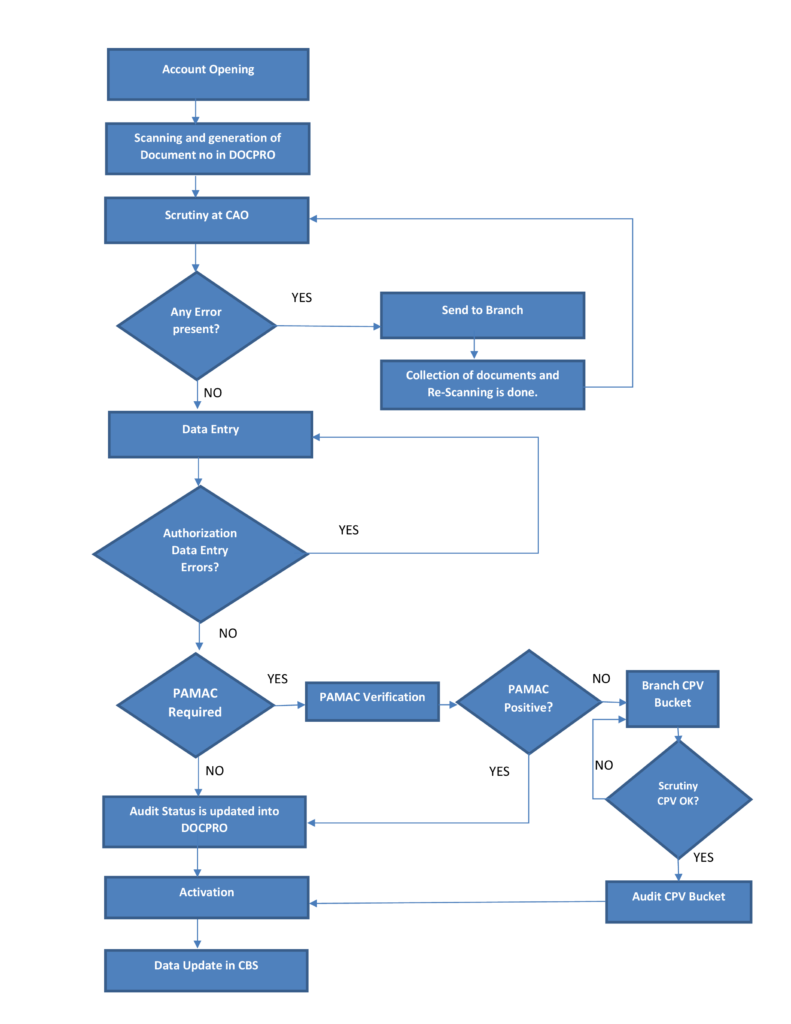 Account Opening
Scanning and generation of
Document no in DOCPRO
Scrutiny at CAO
Any Error
present?
YES
Send to Branch
Collection of documents and
Re-Scanning is done.
NO
Data Entry
Authorization
Data Entry
Errors?
YES
NO
PAMAC
Required
YES
PAMAC Verification
PAMAC
Positive?
NO
Branch CPV
Bucket
NO
YES
NO
Scrutiny
CPV OK?
Audit Status is updated into
DOCPRO
YES
Activation
Audit CPV Bucket
Data Update in CBS